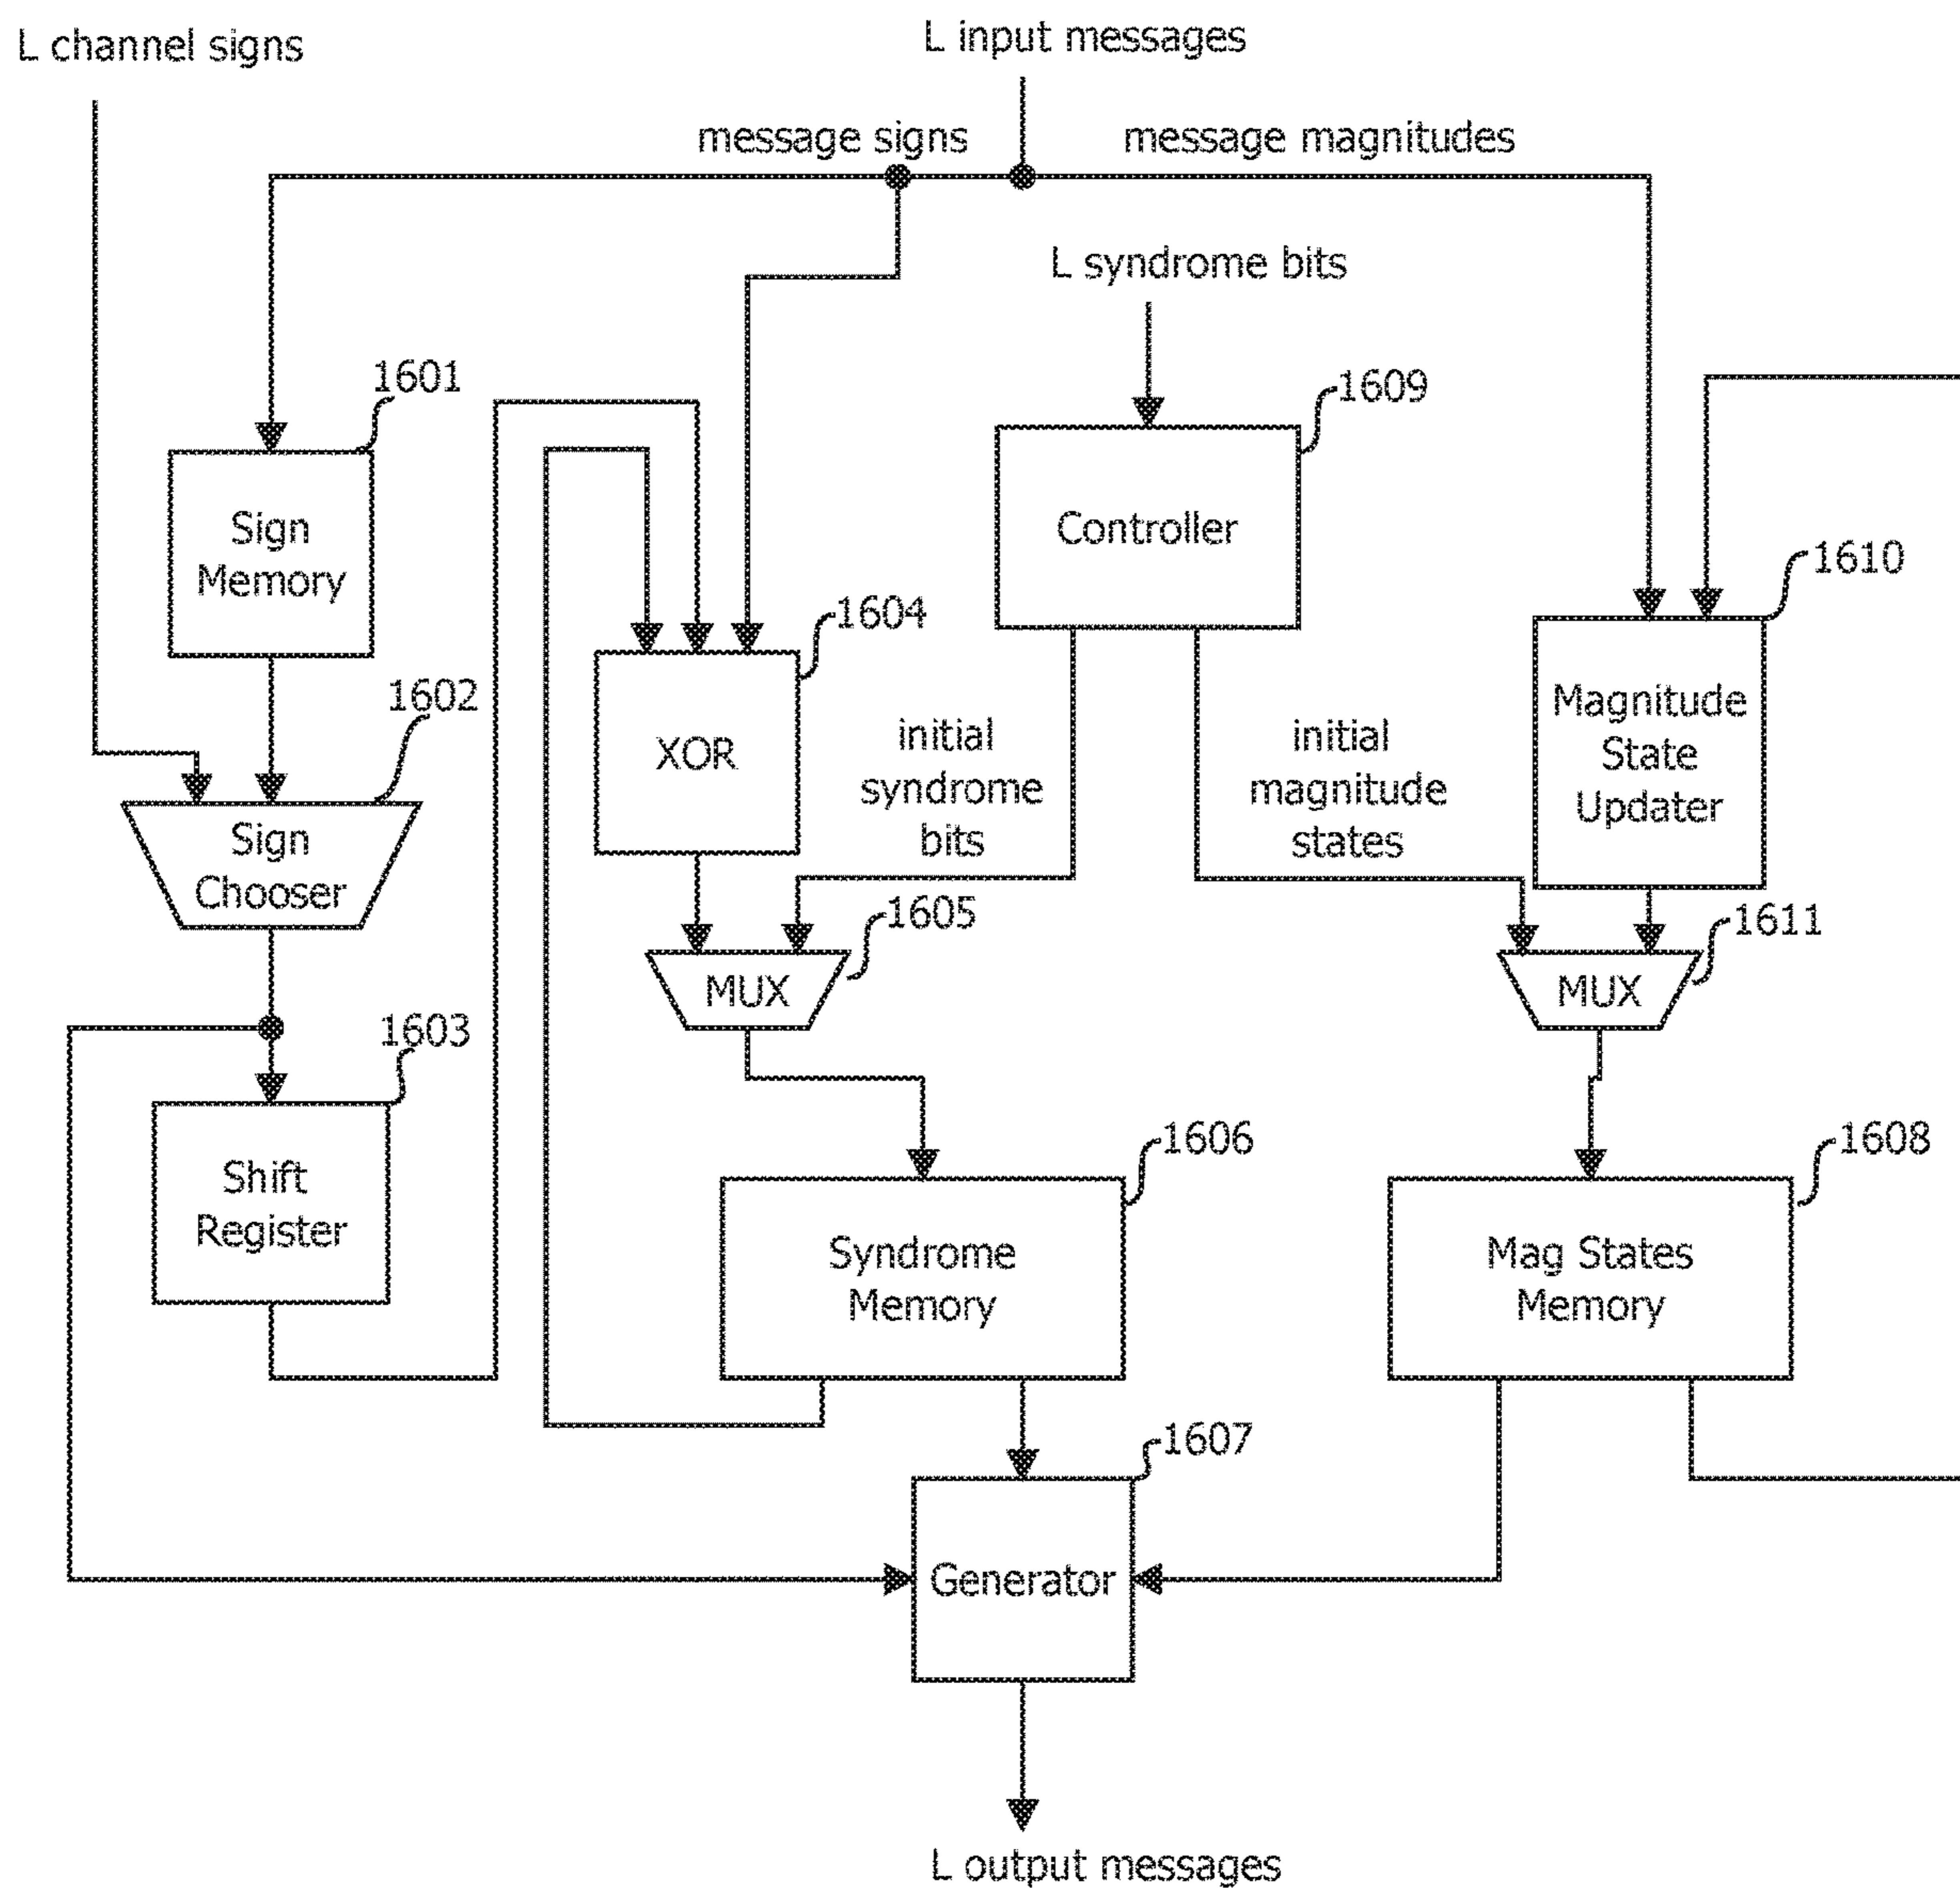 L channel signs
L input messages
message signs
message magnitudes
L syndrome bits
1601
1609
Sign
Memory
Controller
1610
1604
1602
XOR
Magnitude
State
Updater
initial
syndrome
bits
initial
magnitude
states
Sign
Chooser
1605
1611
MUX
MUX
1603
Shift
Register
1606
1608
Syndrome
Memory
Mag States
Memory
1607
Generator
L output messages